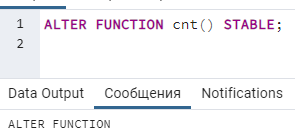 1 ALTER FUNCTION cnt() STABLE;
2
Data Output Сообщения Notifications
ALTER FUNCTION